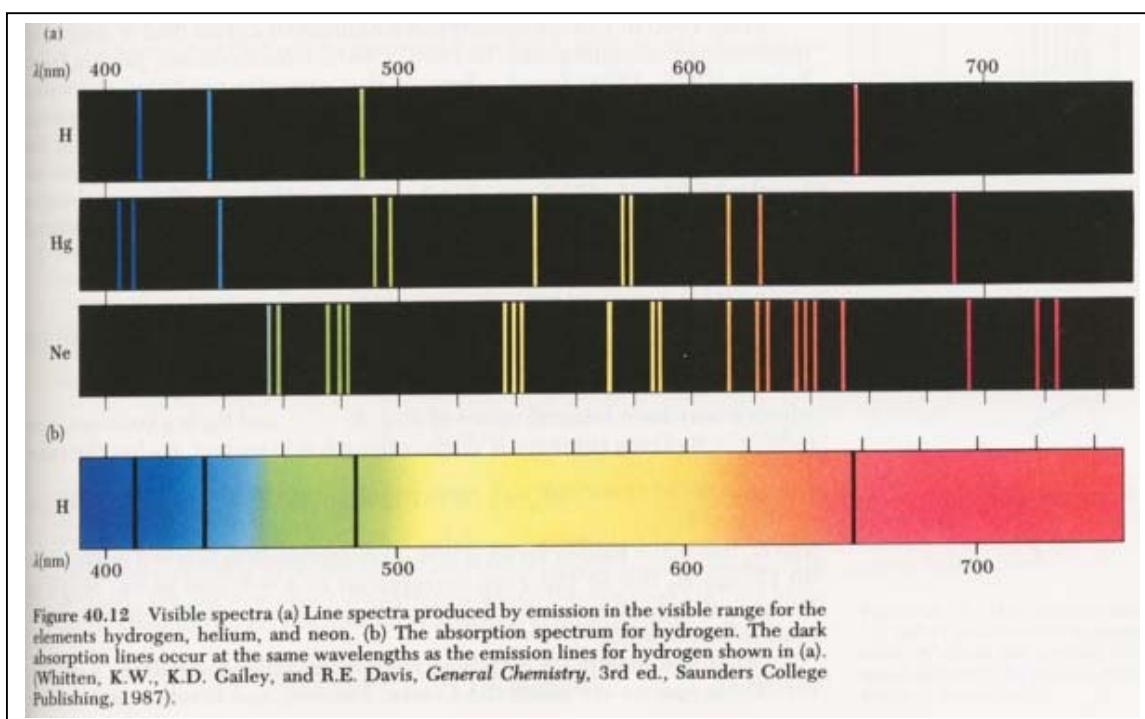 (a)
λ(nm) 400 500 600 700
H
Hg
Ne
(b)
H
λ(nm) 400 500 600 700
Figure 40.12 Visible spectra (a) Line spectra produced by emission in the visible range for the
elements hydrogen, helium, and neon. (b) The absorption spectrum for hydrogen. The dark
absorption lines occur at the same wavelengths as the emission lines for hydrogen shown in (a).
(Whitten, K.W., K.D. Gailey, and R.E. Davis, General Chemistry, 3rd ed., Saunders College
Publishing, 1987).